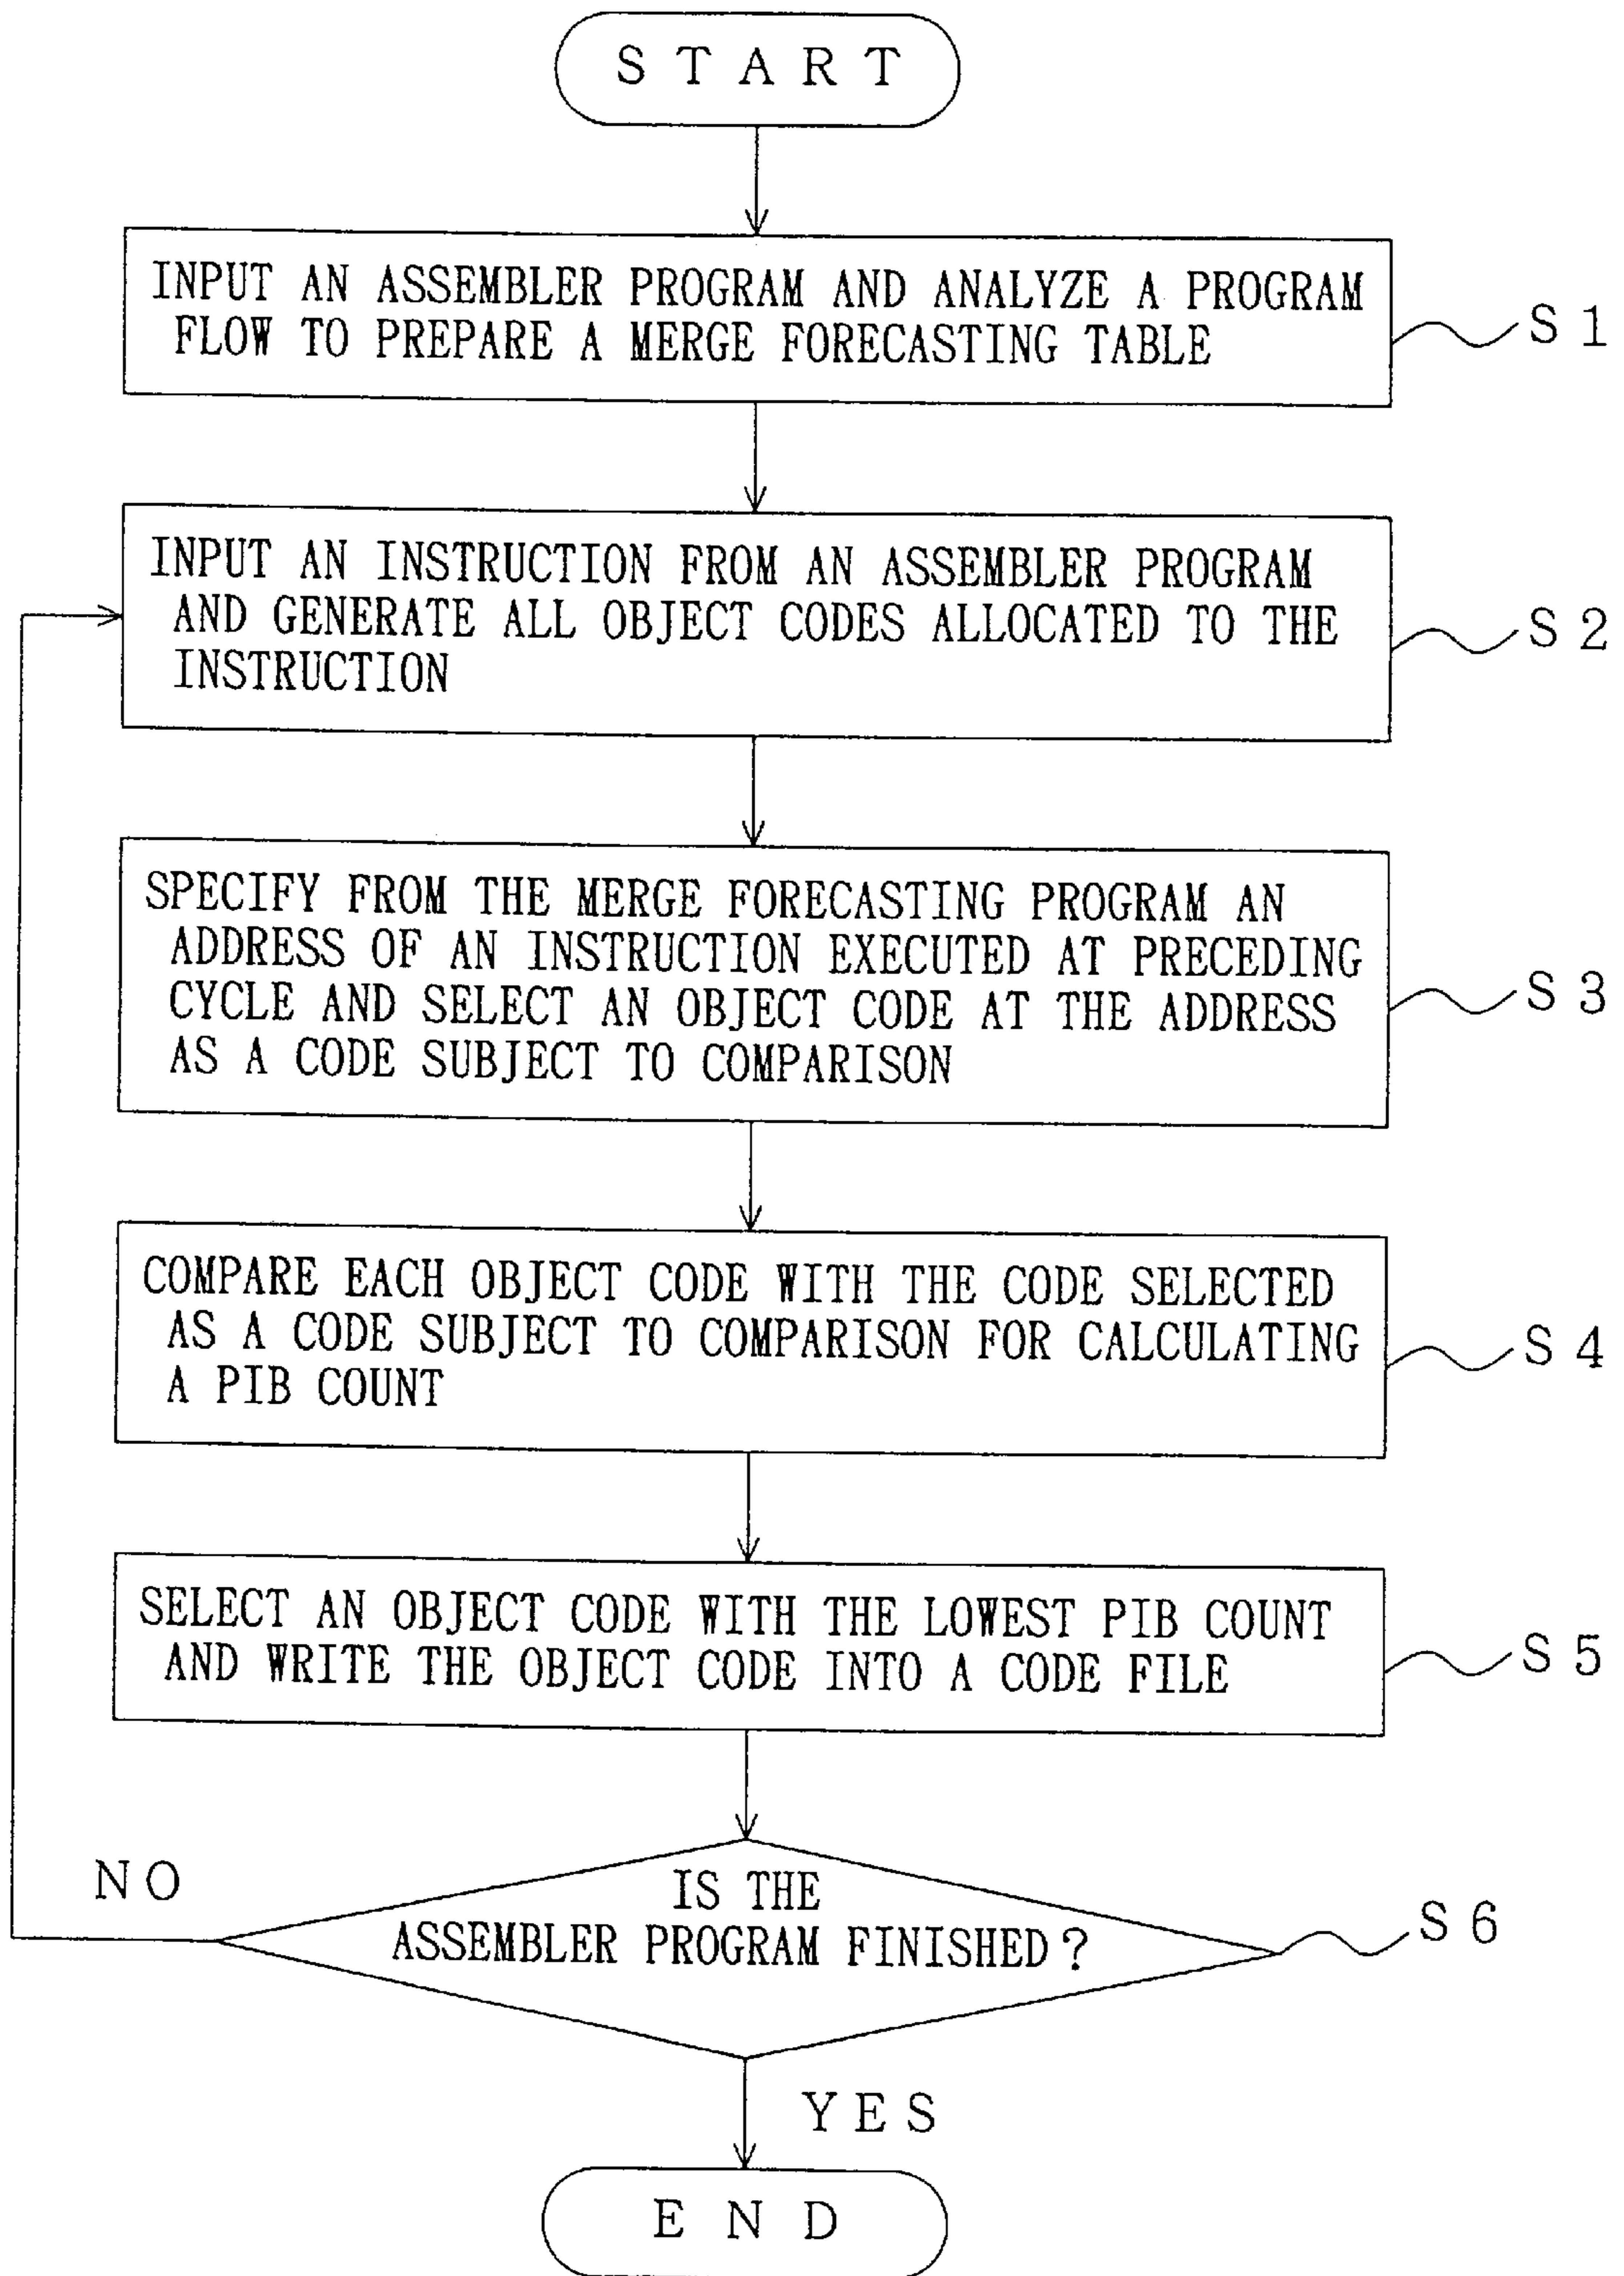 START
INPUT AN ASSEMBLER PROGRAM AND ANALYZE A PROGRAM
FLOW TO PREPARE A MERGE FORECASTING TABLE
S1
INPUT AN INSTRUCTION FROM AN ASSEMBLER PROGRAM
AND GENERATE ALL OBJECT CODES ALLOCATED TO THE
INSTRUCTION
S2
SPECIFY FROM THE MERGE FORECASTING PROGRAM AN
ADDRESS OF AN INSTRUCTION EXECUTED AT PRECEDING
CYCLE AND SELECT AN OBJECT CODE AT THE ADDRESS
AS A CODE SUBJECT TO COMPARISON
S3
COMPARE EACH OBJECT CODE WITH THE CODE SELECTED
AS A CODE SUBJECT TO COMPARISON FOR CALCULATING
A PIB COUNT
S4
SELECT AN OBJECT CODE WITH THE LOWEST PIB COUNT
AND WRITE THE OBJECT CODE INTO A CODE FILE
S5
NO
IS THE
ASSEMBLER PROGRAM FINISHED?
S6
YES
END